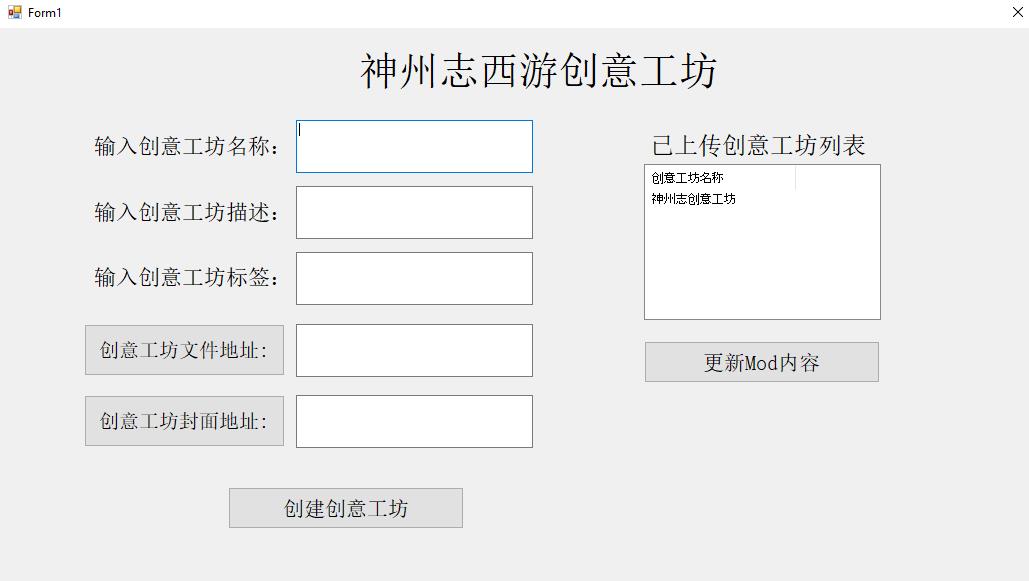 Form1
神州志西游创意工坊
输入创意工坊名称:
输入创意工坊描述:
输入创意工坊标签:
创意工坊文件地址:
创意工坊封面地址:
创建创意工坊
已上传创意工坊列表
创意工坊名称
神州志创意工坊
更新Mod内容